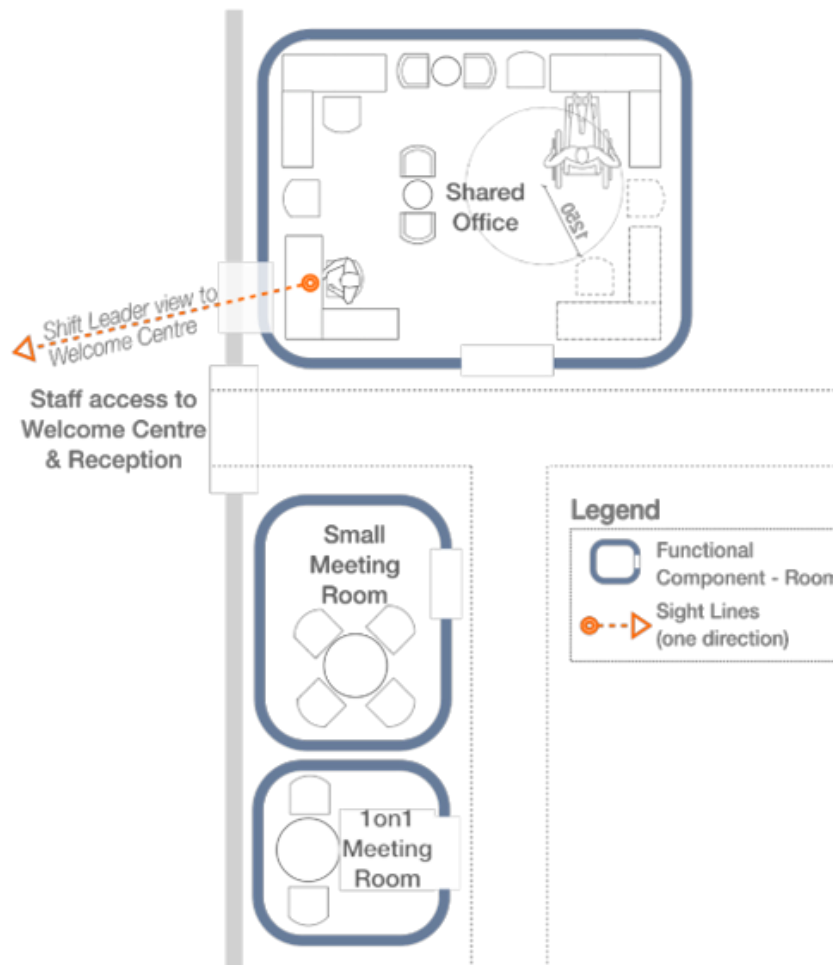 Shared
Office
1250
Shift Leader view to
Welcome Centre
Staff access to
Welcome Centre
& Reception
Small
Meeting
Room
Legend
Functional
Component - Room
Sight Lines
(one direction)
1on1
Meeting
Room